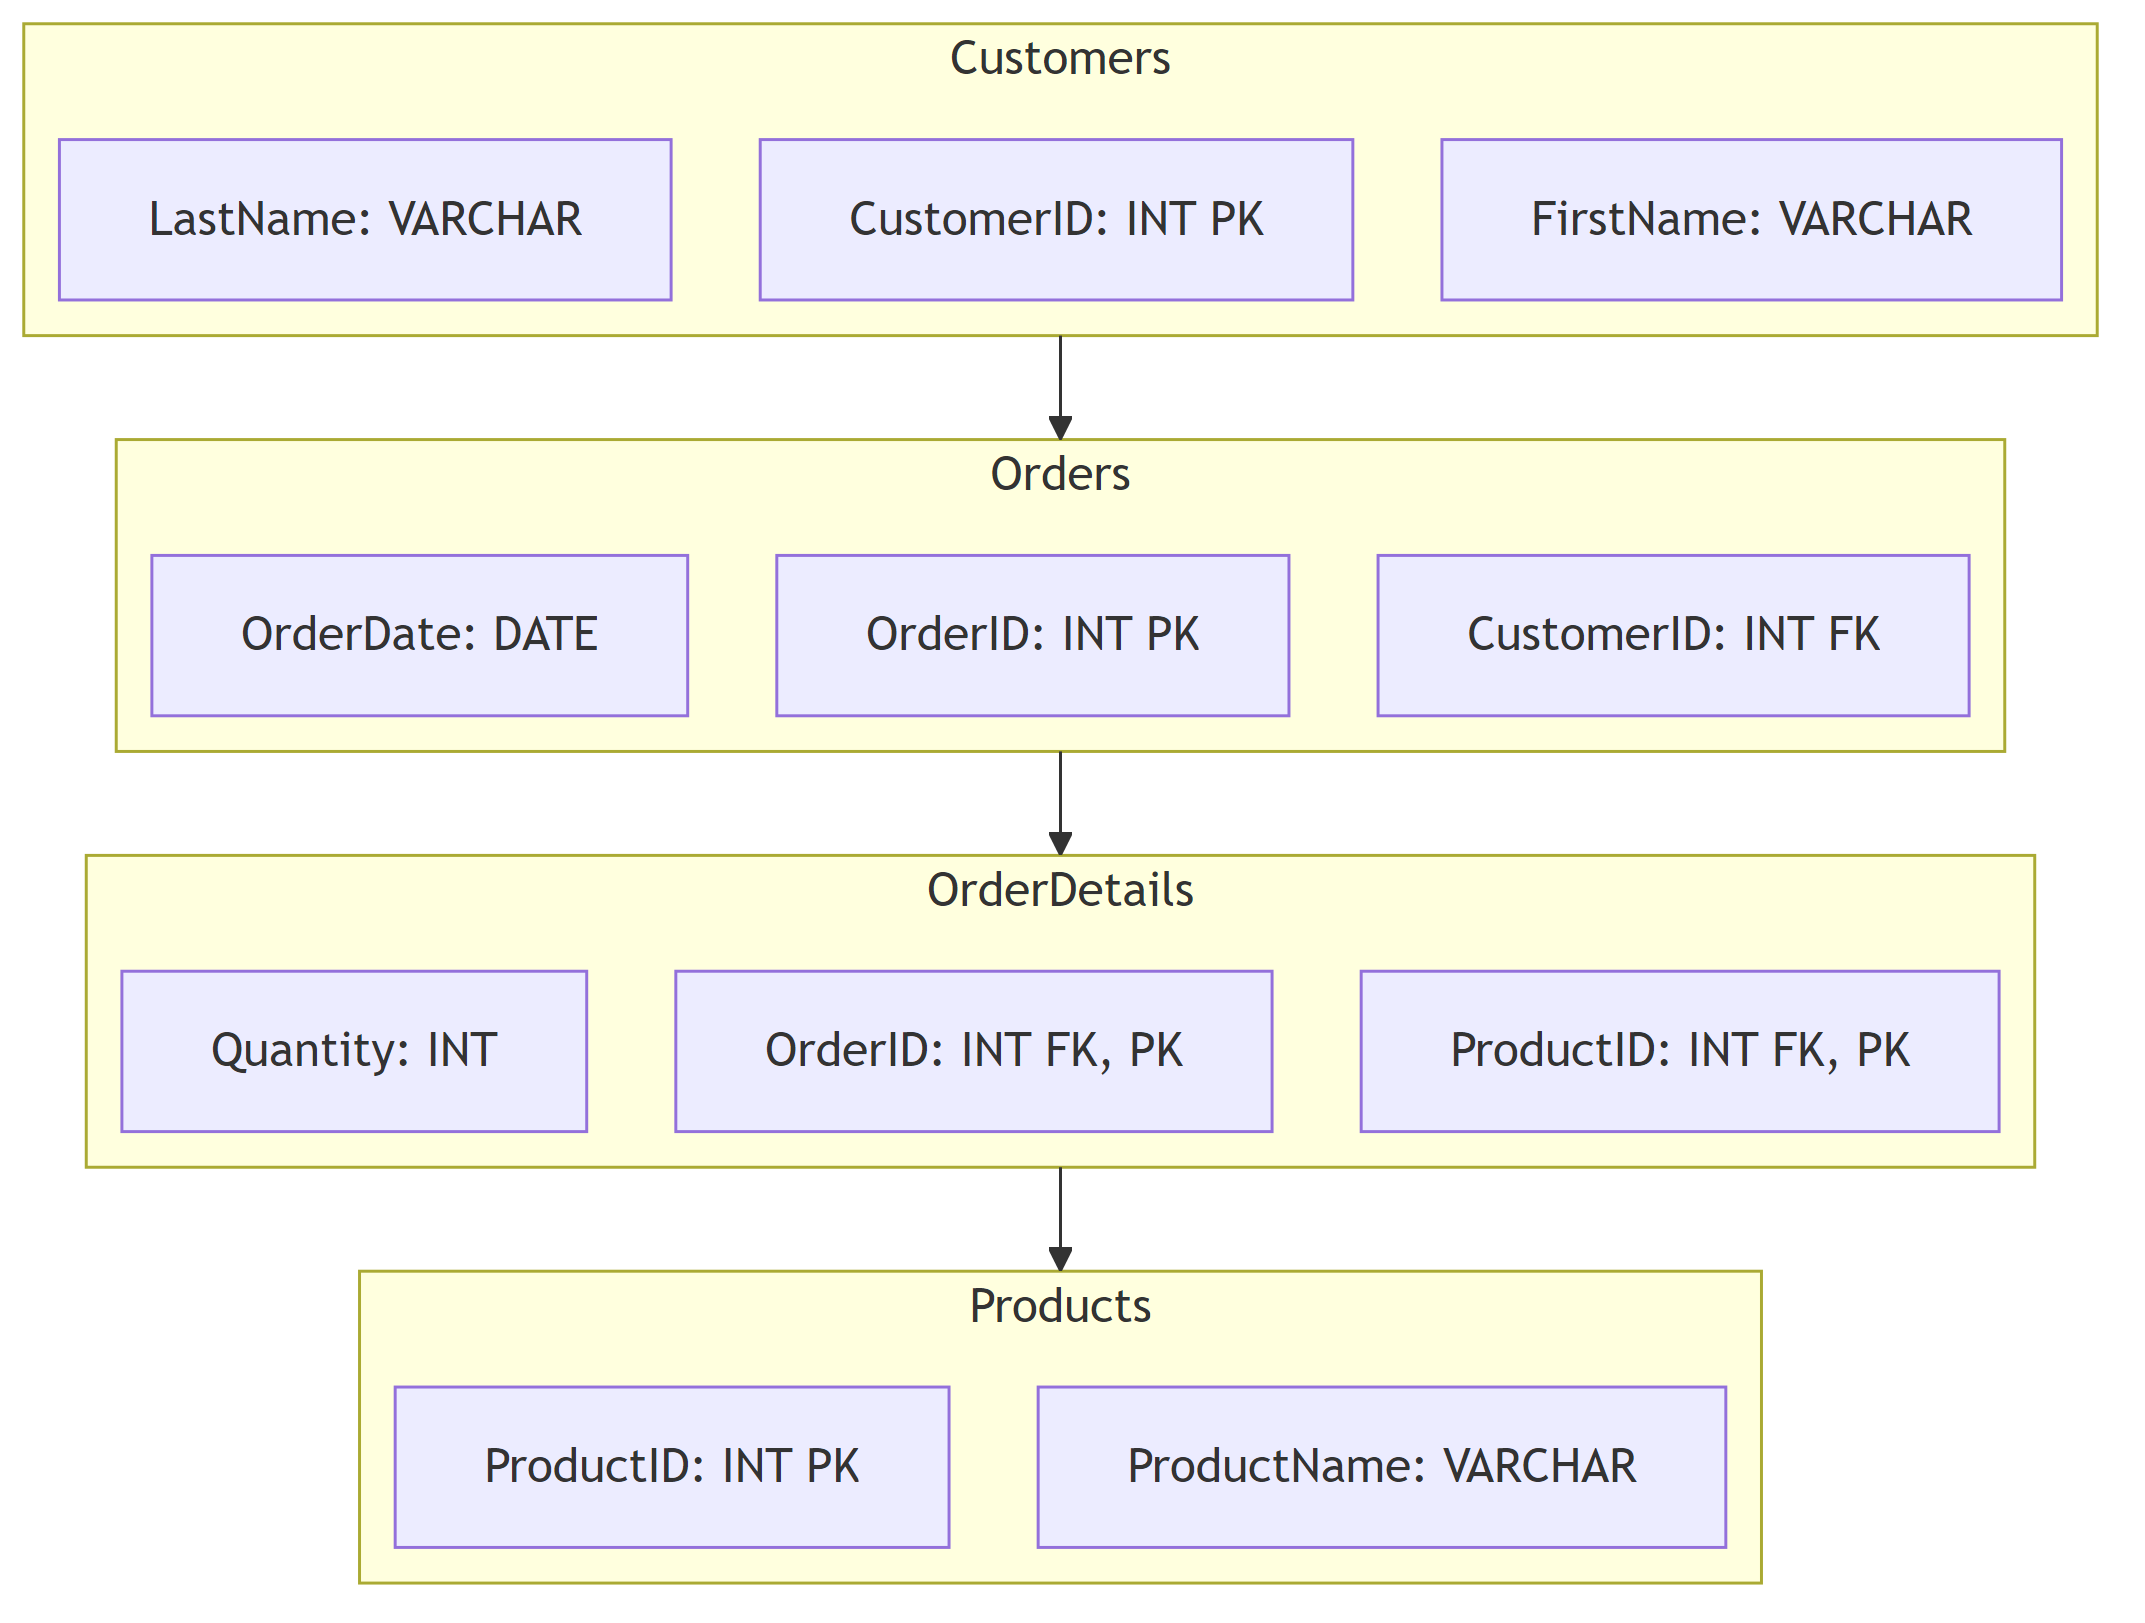 Customers
LastName: VARCHAR
CustomerID: INT PK
FirstName: VARCHAR
Orders
OrderDate: DATE
OrderID: INT PK
CustomerID: INT FK
OrderDetails
Quantity: INT
OrderID: INT FK, PK
ProductID: INT FK, PK
Products
ProductID: INT PK
ProductName: VARCHAR